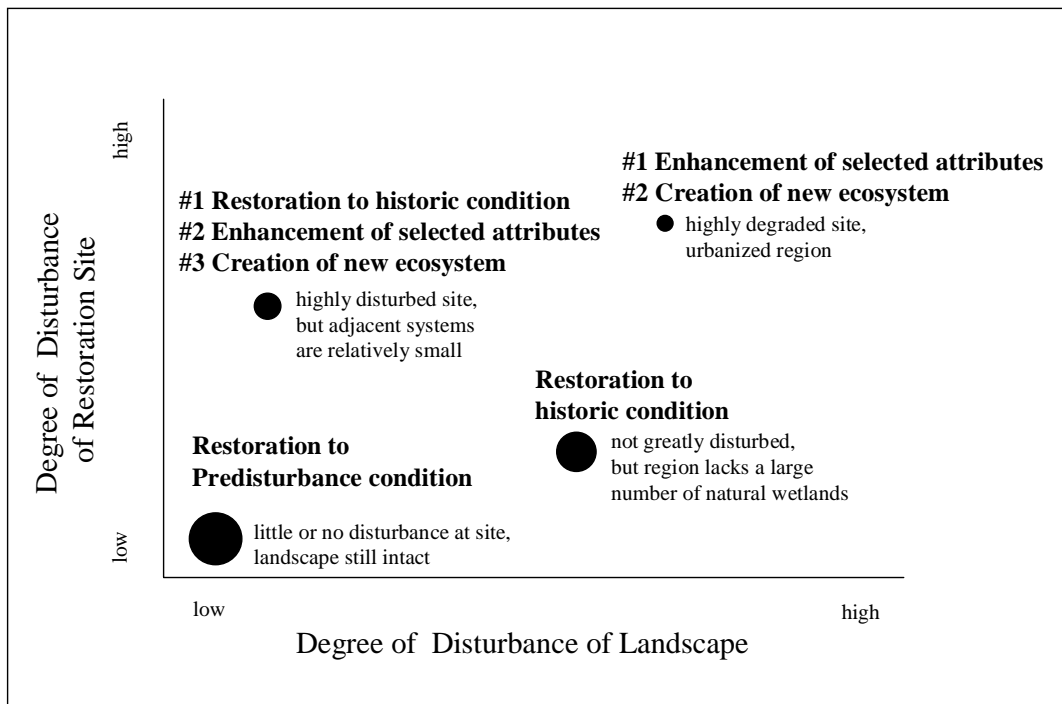 high
Degree of Disturbance
of Restoration Site
low
#1 Restoration to historic condition
#2 Enhancement of selected attributes
#3 Creation of new ecosystem
highly disturbed site,
but adjacent systems
are relatively small
#1 Enhancement of selected attributes
#2 Creation of new ecosystem
highly degraded site,
urbanized region
Restoration to
Predisturbance condition
little or no disturbance at site,
landscape still intact
Restoration to
historic condition
not greatly disturbed,
but region lacks a large
number of natural wetlands
low
high
Degree of Disturbance of Landscape